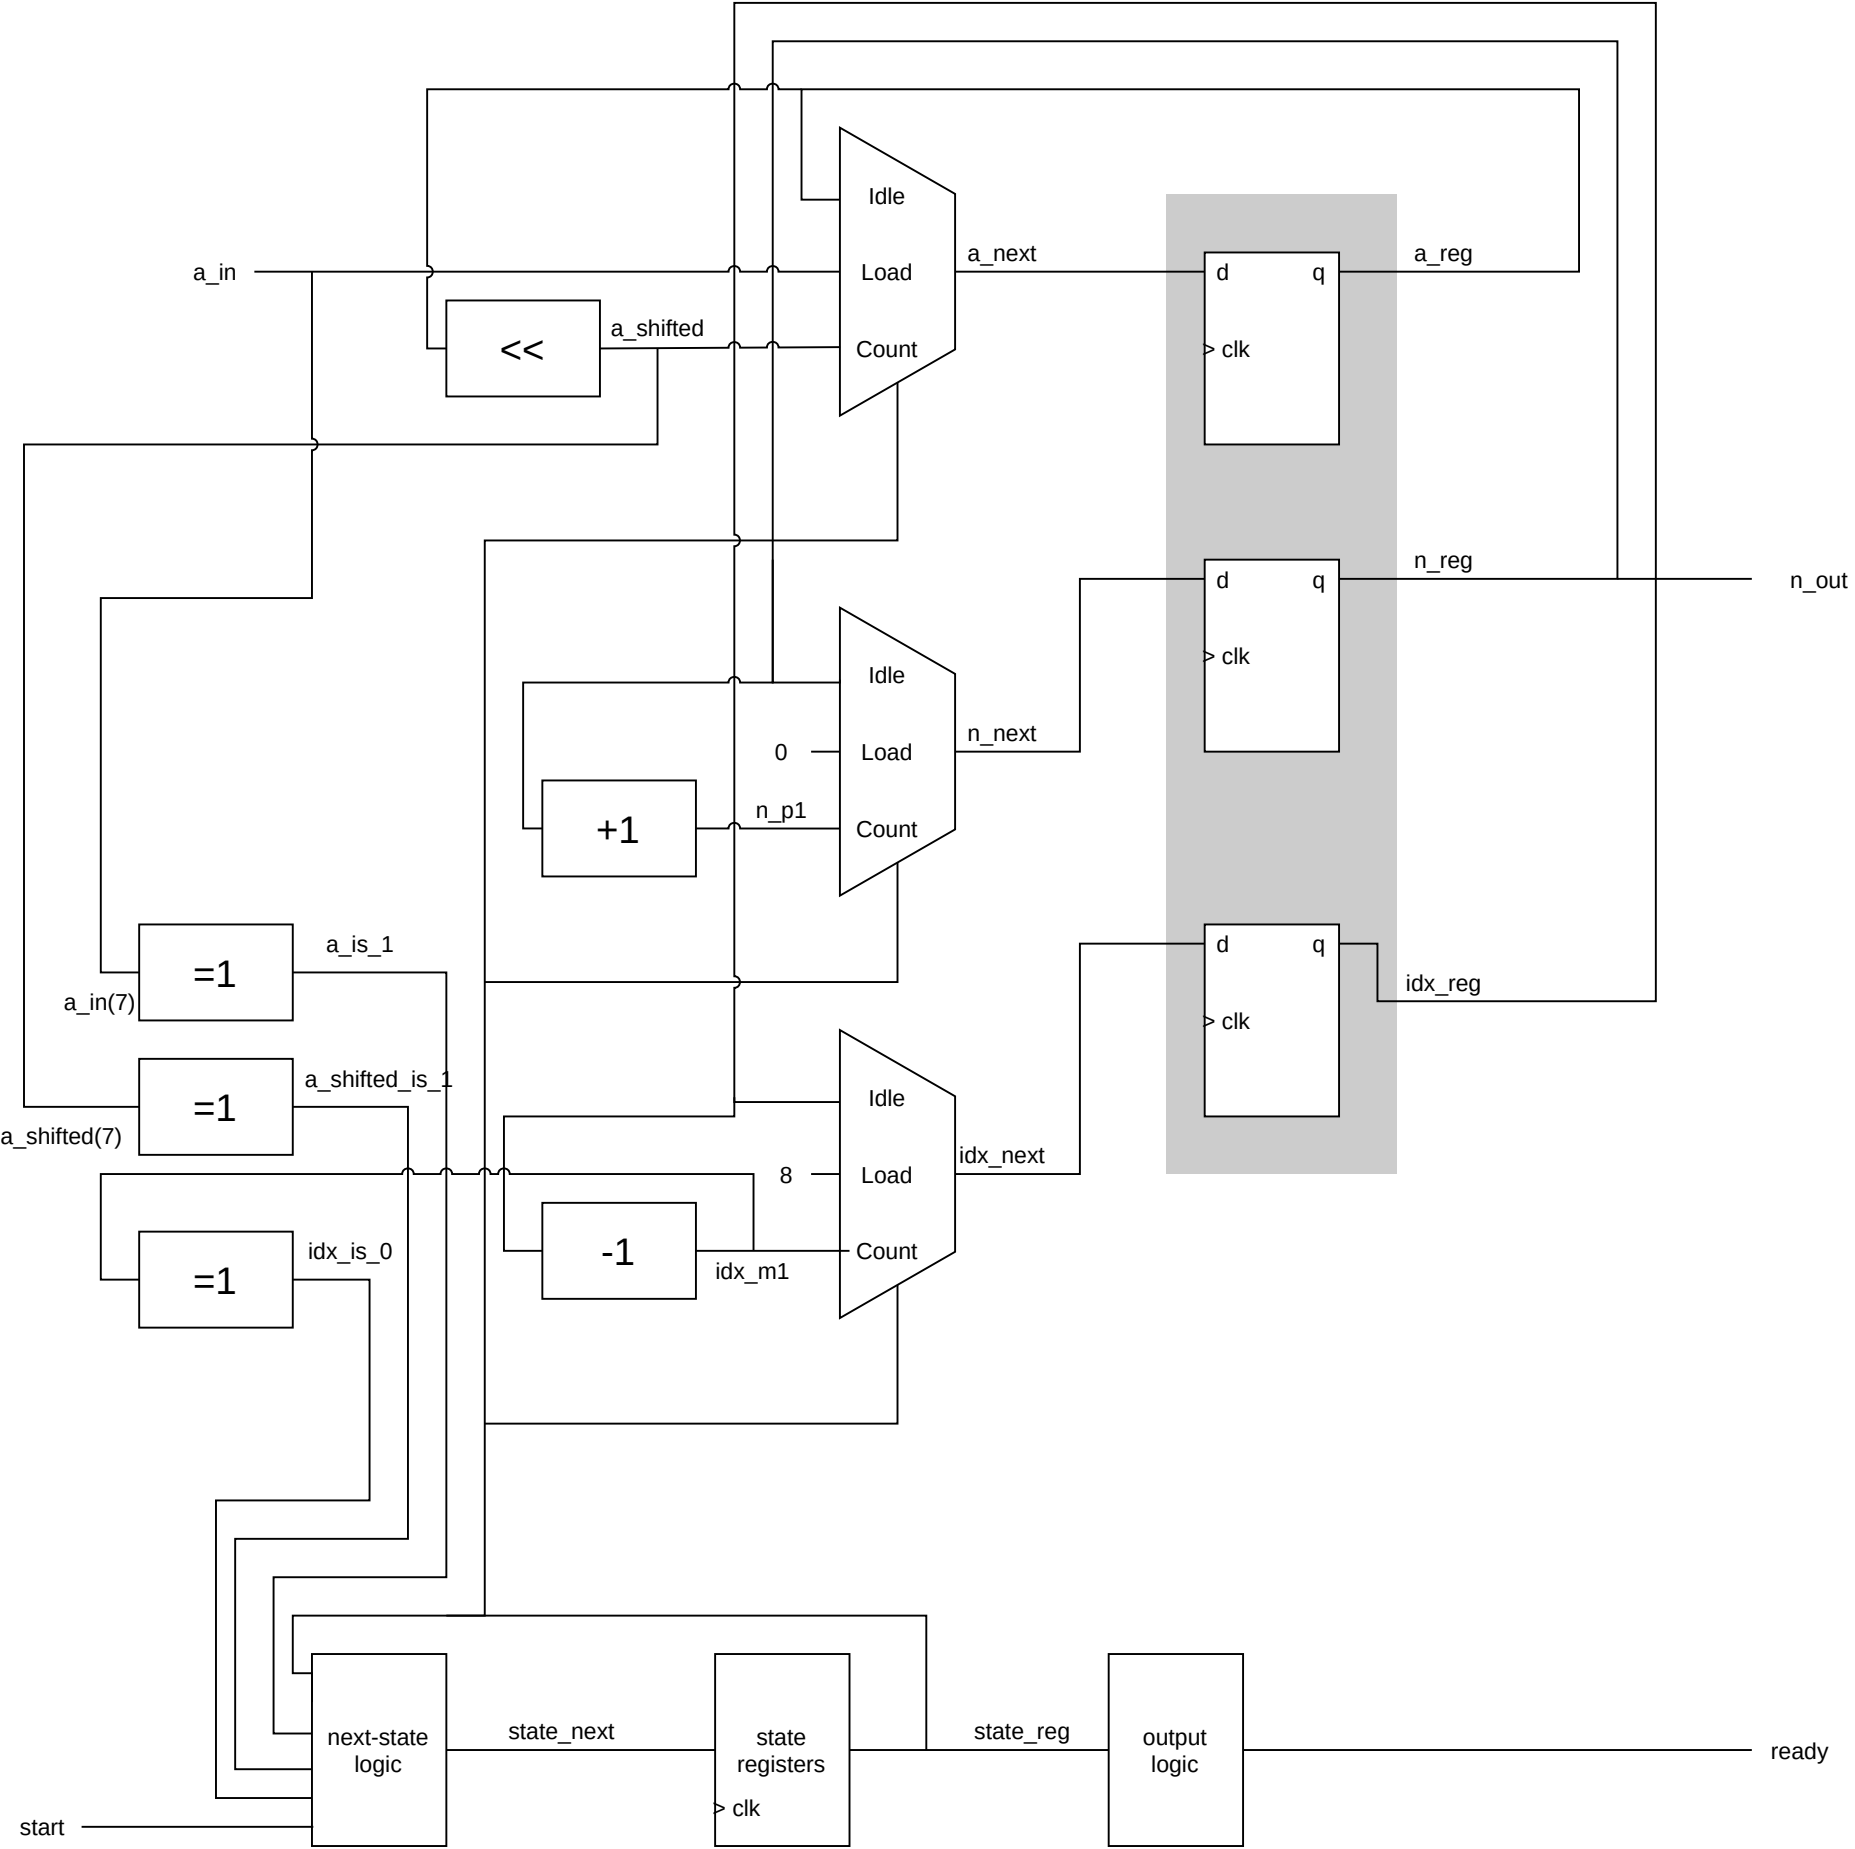 Idle
a_in
Load
a_next
d
q
a_reg
<<
a_shifted
Count
> clk
n_reg
d
q
n_out
> clk
Idle
0
Load
n_next
+1
n_p1
Count
=1
a_is_1
a_in(7)
d
q
idx_reg
> clk
=1
a_shifted_is_1
a_shifted(7)
Idle
8
Load
idx_next
=1
idx_is_0
-1
idx_m1
Count
next-state
logic
state_next
state
registers
> clk
state_reg
output
logic
ready
start